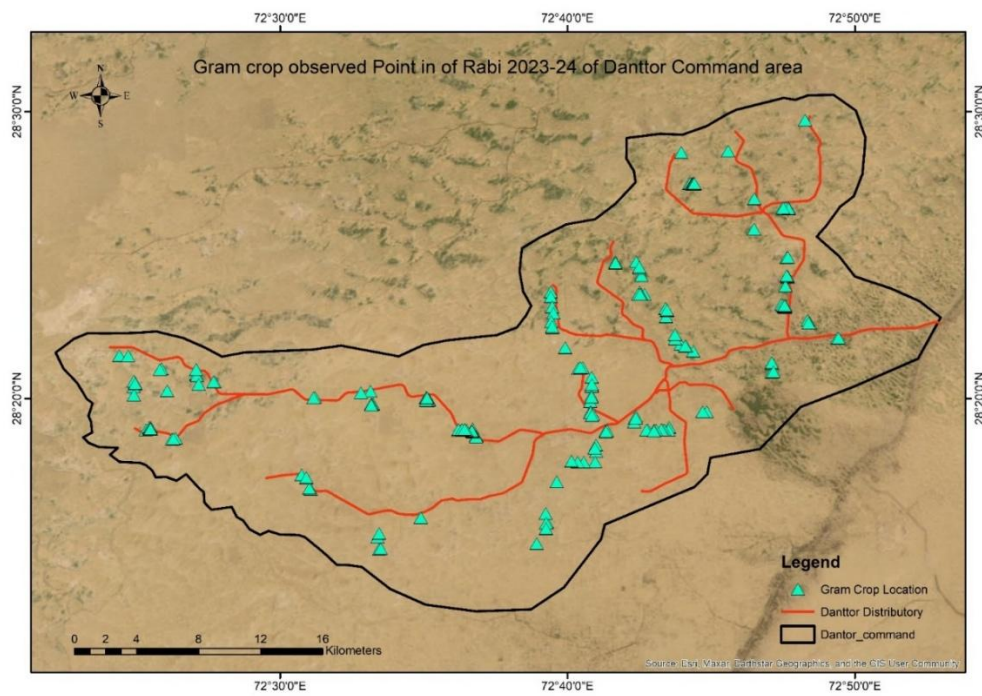 72°30'0"E 72°40'0"E 72°50'0"E
Gram crop observed Point in of Rabi 2023-24 of Danttor Command area
N
W E
S
28°30'0"N 28°30'0"N
28°20'0"N 28°20'0"N
Legend
Gram Crop Location
Danttor Distributory
Dantor_command
0 2 4 8 12 16
Kilometers
Source: Esri, Maxar, Earthstar Geographics, and the GIS User Community
72°30'0"E 72°40'0"E 72°50'0"E